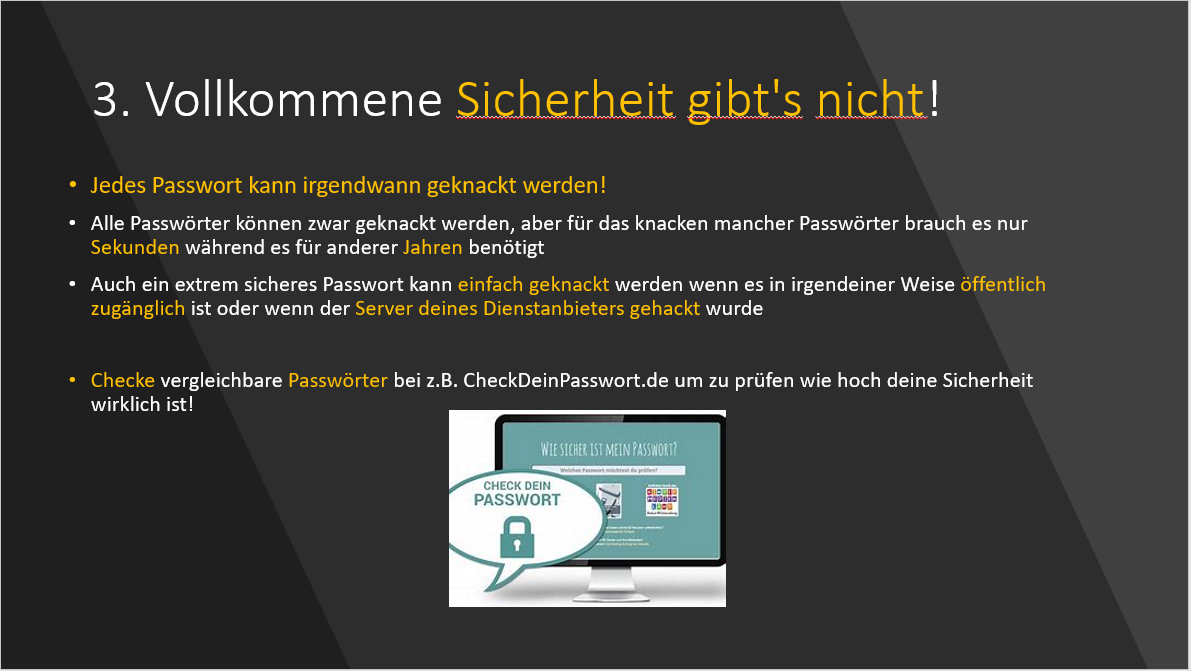 3. Vollkommene Sicherheit gibt's nicht!
• Jedes Passwort kann irgendwann geknackt werden!
• Alle Passwörter können zwar geknackt werden, aber für das knacken mancher Passwörter brauch es nur
Sekunden während es für anderer Jahren benötigt
• Auch ein extrem sicheres Passwort kann einfach geknackt werden wenn es in irgendeiner Weise öffentlich
zugänglich ist oder wenn der Server deines Dienstanbieters gehackt wurde
• Checke vergleichbare Passwörter bei z.B. CheckDeinPasswort.de um zu prüfen wie hoch deine Sicherheit
wirklich ist!
WIE SICHER IST MEIN PASSWORT?
Welches Passwort möchtest du prüfen?
CHECK DEIN
PASSWORT